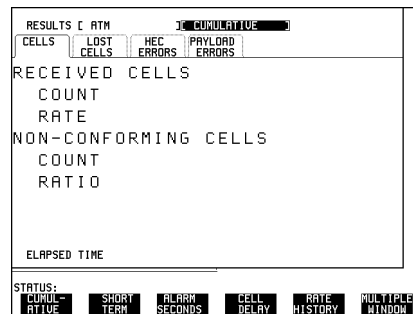 RESULTS [ ATM ][ CUMULATIVE ]
CELLS LOST CELLS HEC ERRORS PAYLOAD ERRORS
RECEIVED CELLS
COUNT
RATE
NON-CONFORMING CELLS
COUNT
RATIO
ELAPSED TIME
STATUS:
CUMUL- SHORT ALARM CELL RATE MULTIPLE
ATIVE TERM SECONDS DELAY HISTORY WINDOW